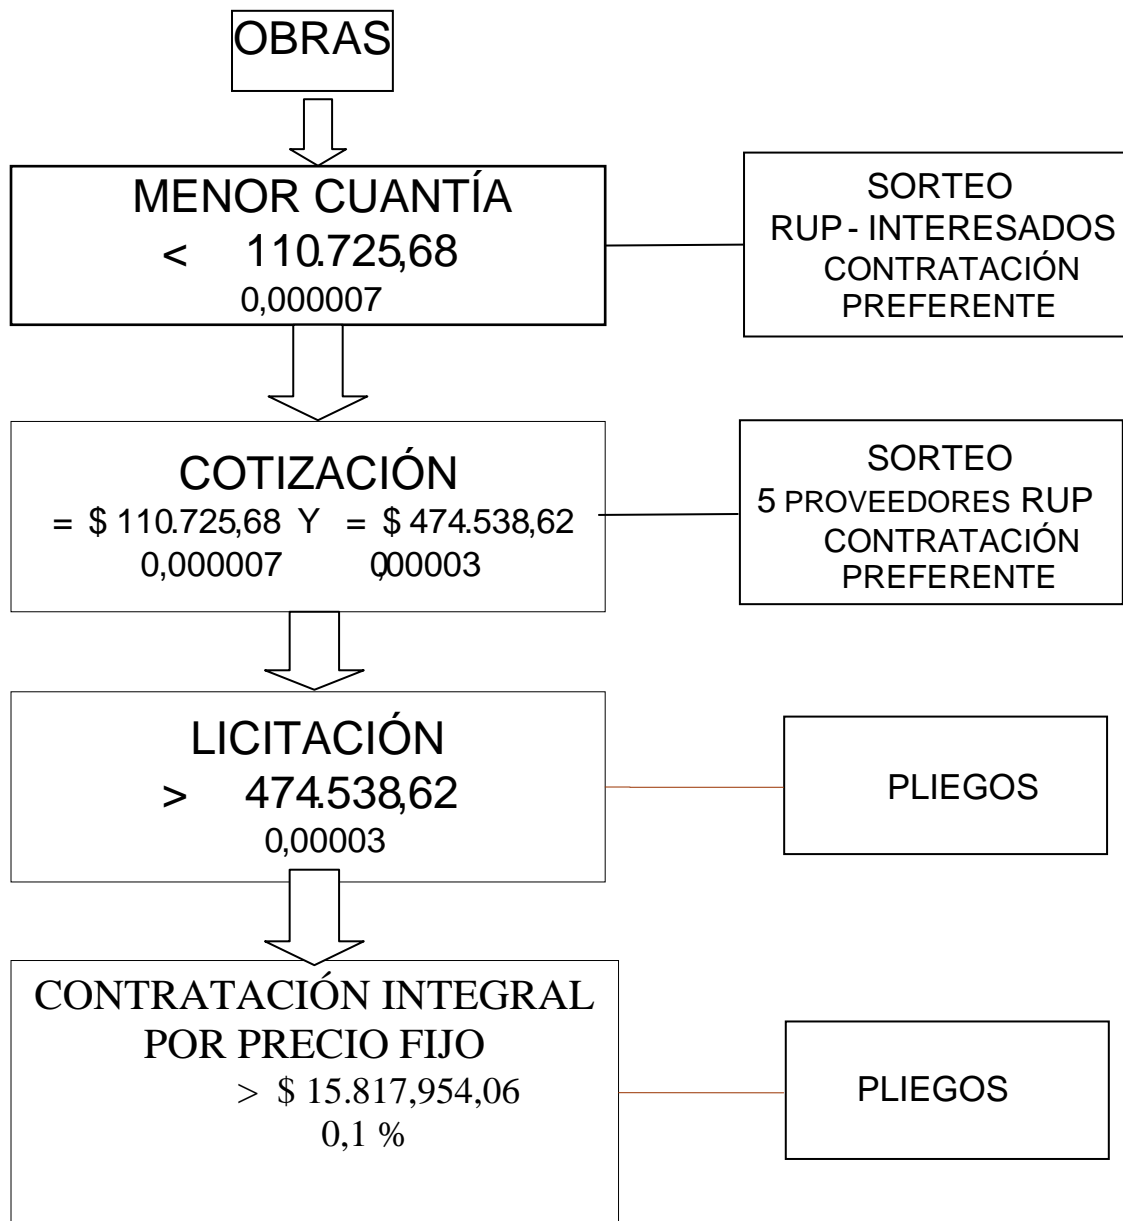 OBRAS
MENOR CUANTÍA
< 110.725,68
0,000007
SORTEO
RUP - INTERESADOS
CONTRATACIÓN
PREFERENTE
COTIZACIÓN
= $ 110.725,68 Y = $ 474.538,62
0,000007 0,00003
SORTEO
5 PROVEEDORES RUP
CONTRATACIÓN
PREFERENTE
LICITACIÓN
> 474.538,62
0,00003
PLIEGOS
CONTRATACIÓN INTEGRAL
POR PRECIO FIJO
> $ 15.817,954,06
0,1 %
PLIEGOS